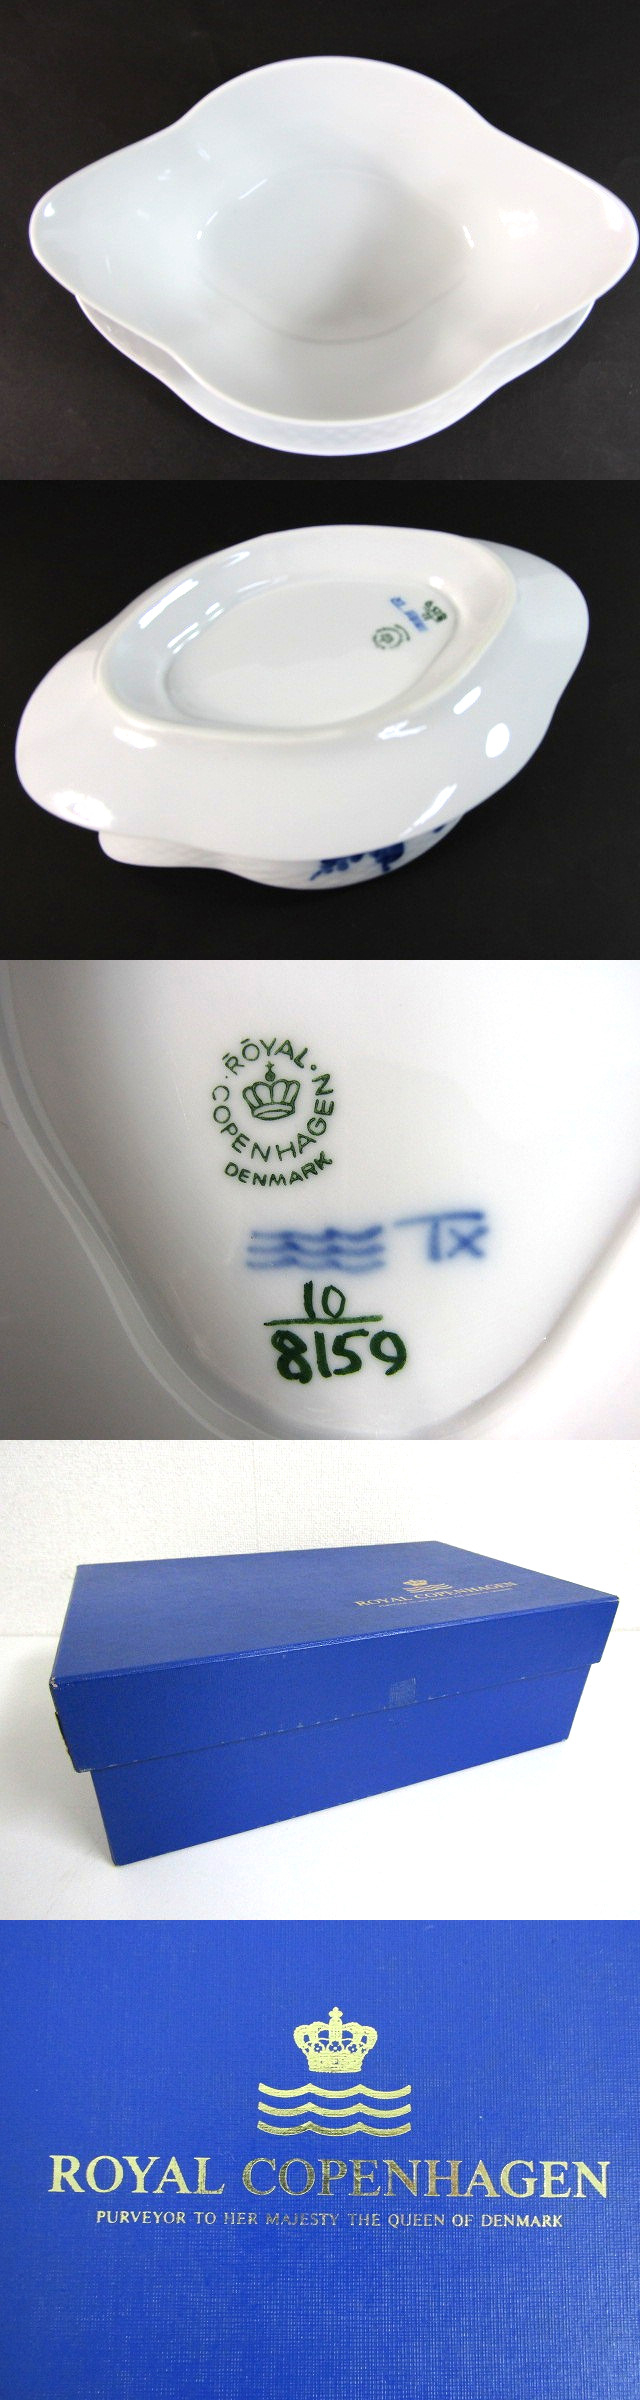 ROYAL
COPENHAGEN
DENMARK
10
8159
ROYAL COPENHAGEN
ROYAL COPENHAGEN
PURVEYOR TO HER MAJESTY THE QUEEN OF DENMARK